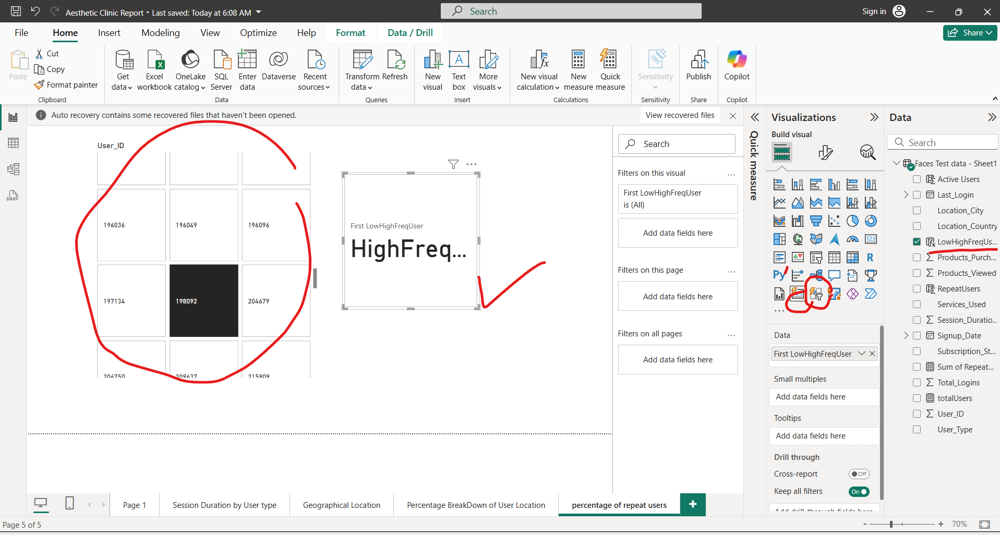 Aesthetic Clinic Report • Last saved: Today at 6:08 AM
Search
Sign in
File Home Insert Modeling View Optimize Help Format Data / Drill
Share
Paste
Cut
Copy
Format painter
Clipboard
Get data
Excel workbook
OneLake catalog
SQL Server
Enter data
Dataverse
Recent sources
Data
Transform data
Refresh
Queries
New visual
Text box
More visuals
Insert
New visual calculation
New measure
Quick measure
Calculations
Sensitivity
Sensitivity
Publish
Share
Copilot
Copilot
Auto recovery contains some recovered files that haven't been opened.
View recovered files
User_ID
196036 196049 196096
197134 198092 204679
206750 209637 215809
First LowHighFreqUser
HighFreq...
Search
Filters on this visual
First LowHighFreqUser
is (All)
Add data fields here
Filters on this page
Add data fields here
Filters on all pages
Add data fields here
Quick measure
Visualizations
Build visual
123
R
Py
123
Data
First LowHighFreqUser
Small multiples
Add data fields here
Tooltips
Add data fields here
Drill through
Cross-report
Off
Keep all filters
On
Add drill-through fields here
Data
Search
Faces Test data - Sheet1
Active Users
Last_Login
Location_City
Location_Country
LowHighFreqUs...
Products_Purch...
Products_Viewed
RepeatUsers
Services_Used
Session_Duratio...
Signup_Date
Subscription_St...
Sum of Repeat...
Total_Logins
totalUsers
User_ID
User_Type
DAX
Page 1
Session Duration by User type
Geographical Location
Percentage BreakDown of User Location
percentage of repeat users
+
Page 5 of 5
- + 70%